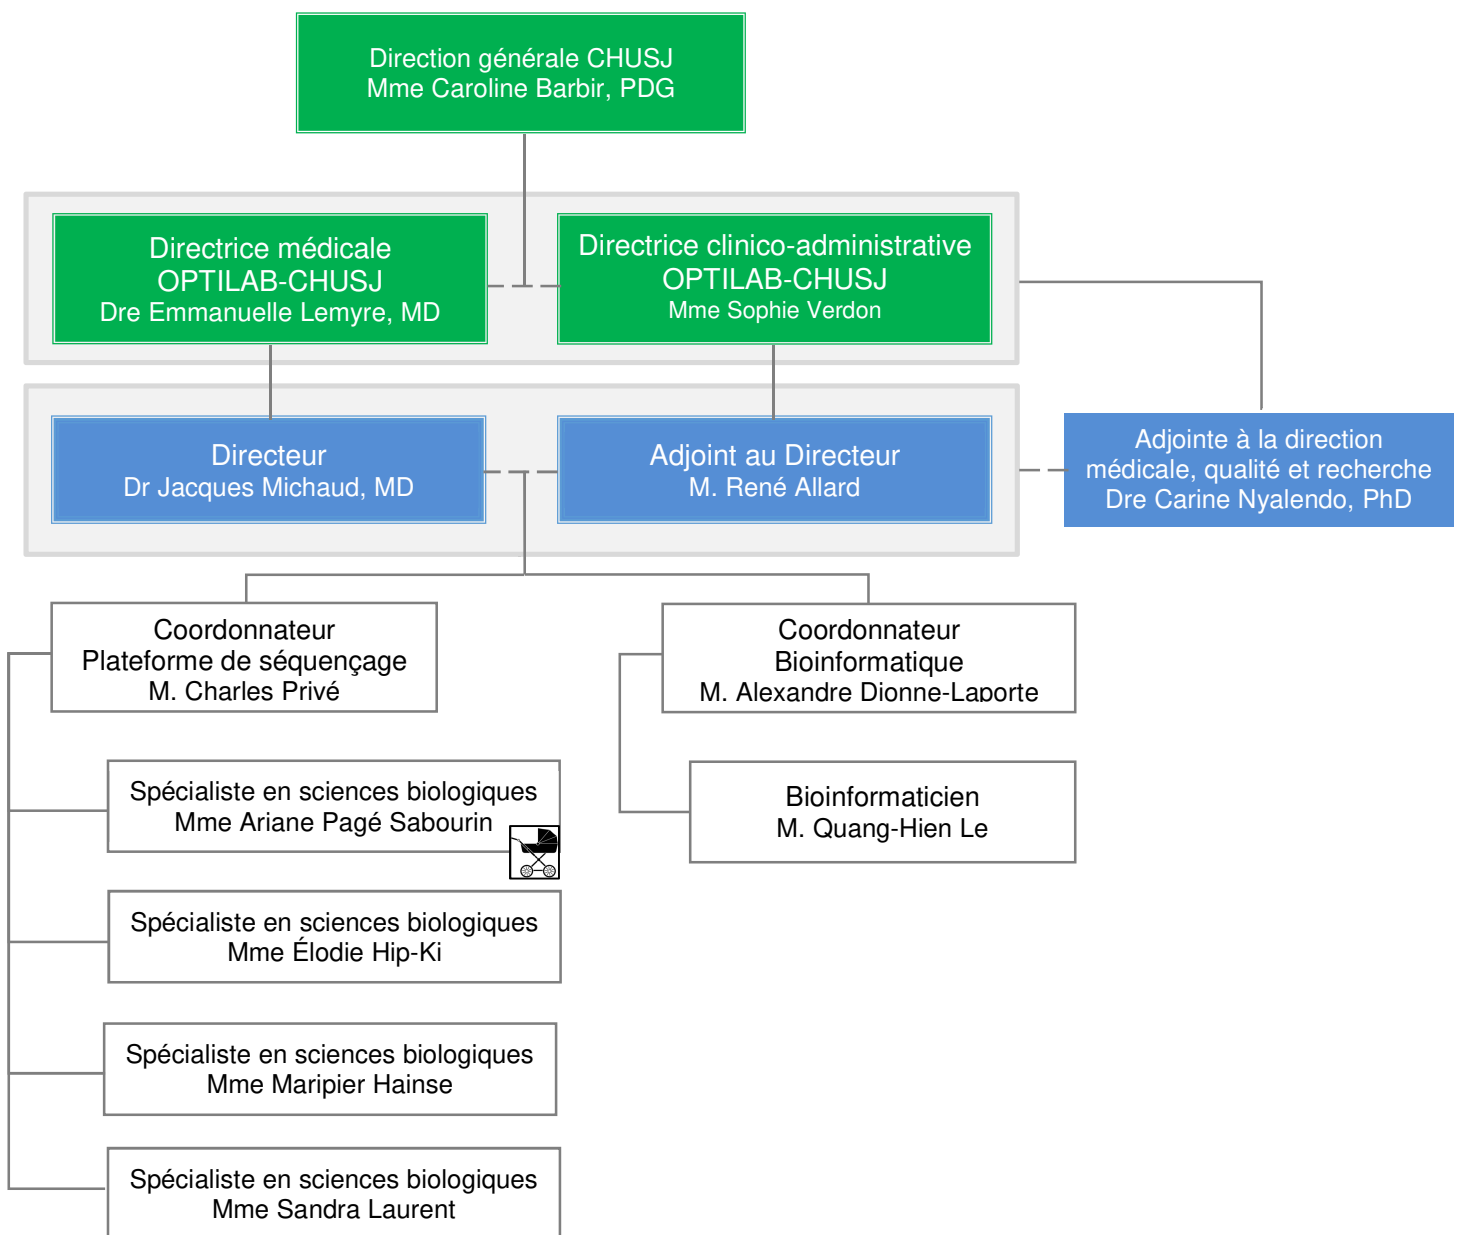 Direction générale CHUSJ
Mme Caroline Barbir, PDG
Directrice médicale
OPTILAB-CHUSJ
Dre Emmanuelle Lemyre, MD
Directrice clinico-administrative
OPTILAB-CHUSJ
Mme Sophie Verdon
Directeur
Dr Jacques Michaud, MD
Adjoint au Directeur
M. René Allard
Adjointe à la direction
médicale, qualité et recherche
Dre Carine Nyalendo, PhD
Coordonnateur
Plateforme de séquençage
M. Charles Privé
Coordonnateur
Bioinformatique
M. Alexandre Dionne-Laporte
Spécialiste en sciences biologiques
Mme Ariane Pagé Sabourin
Bioinformaticien
M. Quang-Hien Le
Spécialiste en sciences biologiques
Mme Élodie Hip-Ki
Spécialiste en sciences biologiques
Mme Maripier Hainse
Spécialiste en sciences biologiques
Mme Sandra Laurent